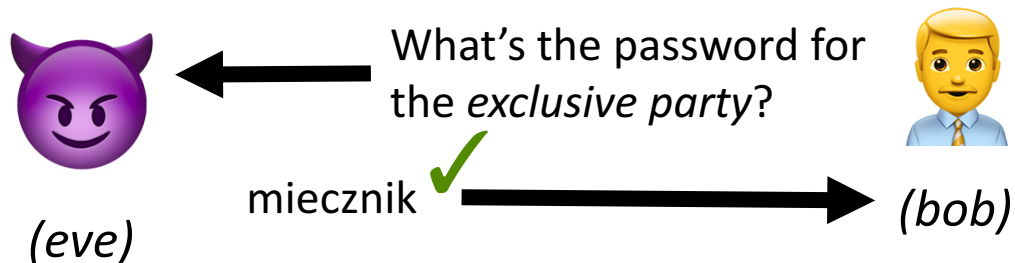 What’s the password for
the exclusive party?
miecznik
(eve)
(bob)